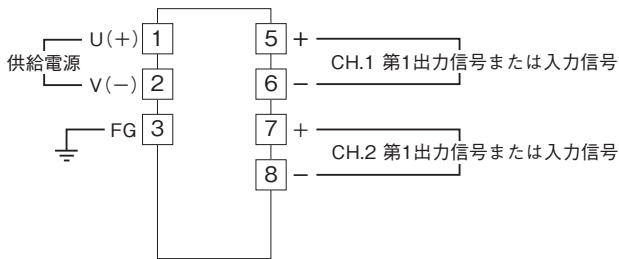 U(+) 1 5 +
供給電源
CH.1 第1出力信号または入力信号
V(−) 2 6 −
FG 3 7 +
CH.2 第1出力信号または入力信号
8 −